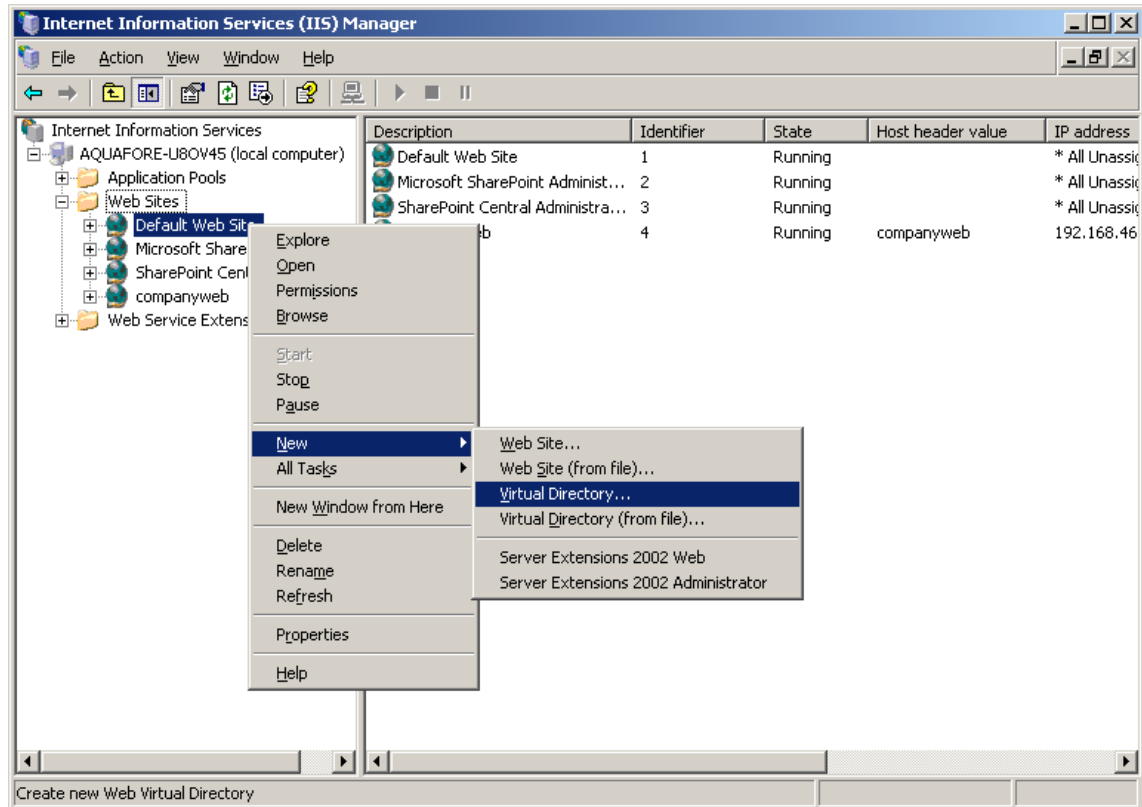 Internet Information Services (IIS) Manager
File Action View Window Help
Internet Information Services
AQUAFORE-U8OV45 (local computer)
Application Pools
Web Sites
Default Web Site
Microsoft Share
SharePoint Cen
companyweb
Web Service Extens
Description Identifier State Host header value IP address
Default Web Site 1 Running * All Unassig
Microsoft SharePoint Administ... 2 Running * All Unassig
SharePoint Central Administra... 3 Running * All Unassig
eb 4 Running companyweb 192.168.46
Explore
Open
Permissions
Browse
Start
Stop
Pause
New
All Tasks
New Window from Here
Delete
Rename
Refresh
Properties
Help
Web Site...
Web Site (from file)...
Virtual Directory...
Virtual Directory (from file)...
Server Extensions 2002 Web
Server Extensions 2002 Administrator
Create new Web Virtual Directory